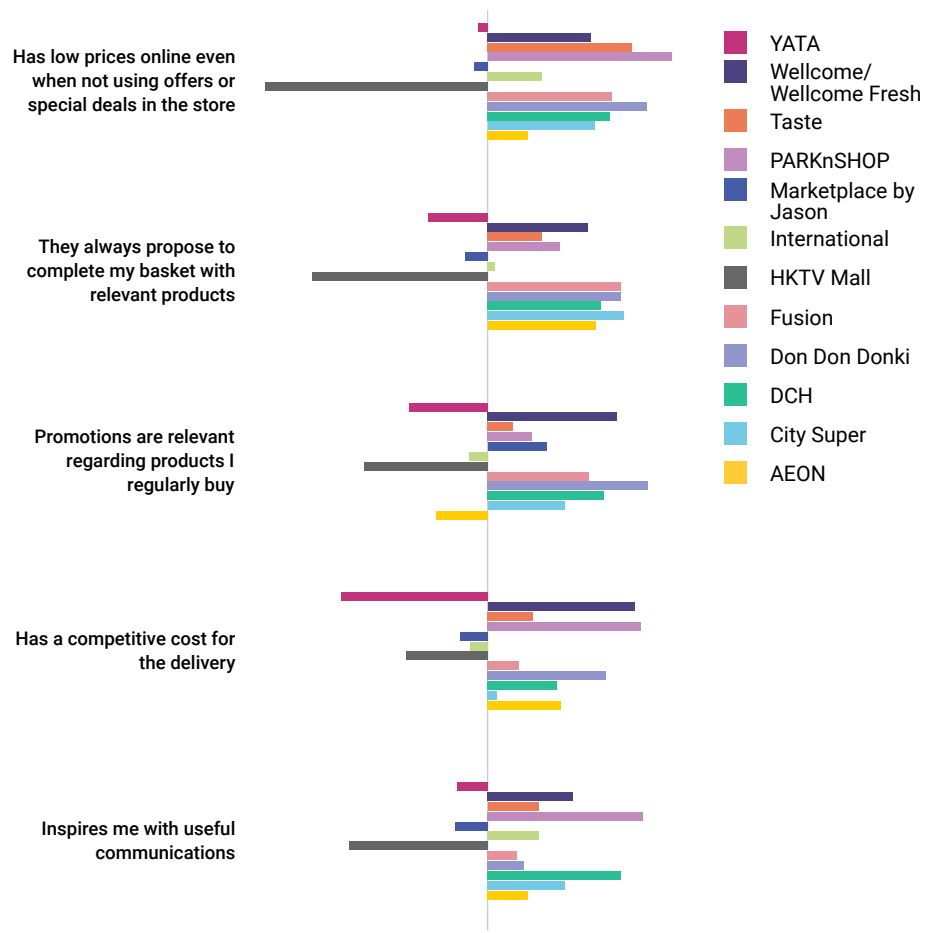 Has low prices online even
when not using offers or
special deals in the store
They always propose to
complete my basket with
relevant products
Promotions are relevant
regarding products I
regularly buy
Has a competitive cost for
the delivery
Inspires me with useful
communications
YATA
Wellcome/
Wellcome Fresh
Taste
PARKnSHOP
Marketplace by
Jason
International
HKTV Mall
Fusion
Don Don Donki
DCH
City Super
AEON